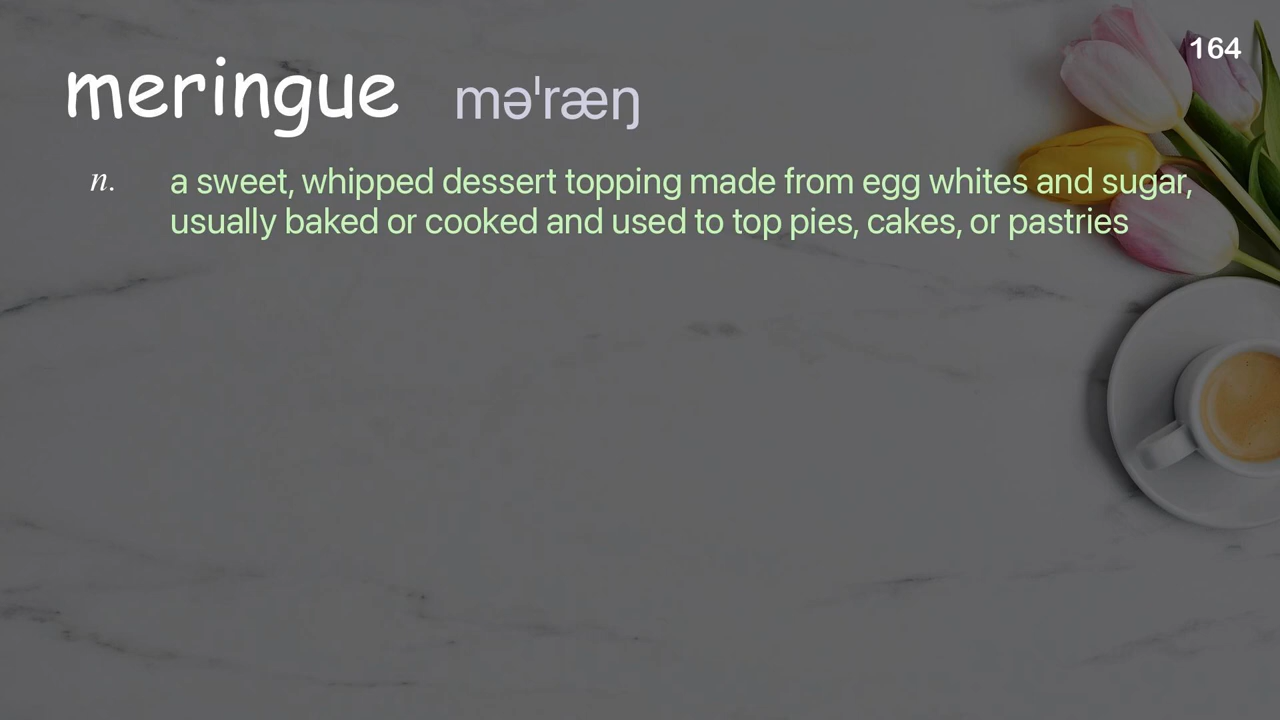 164
meringue məˈræŋ
n. a sweet, whipped dessert topping made from egg whites and sugar,
usually baked or cooked and used to top pies, cakes, or pastries